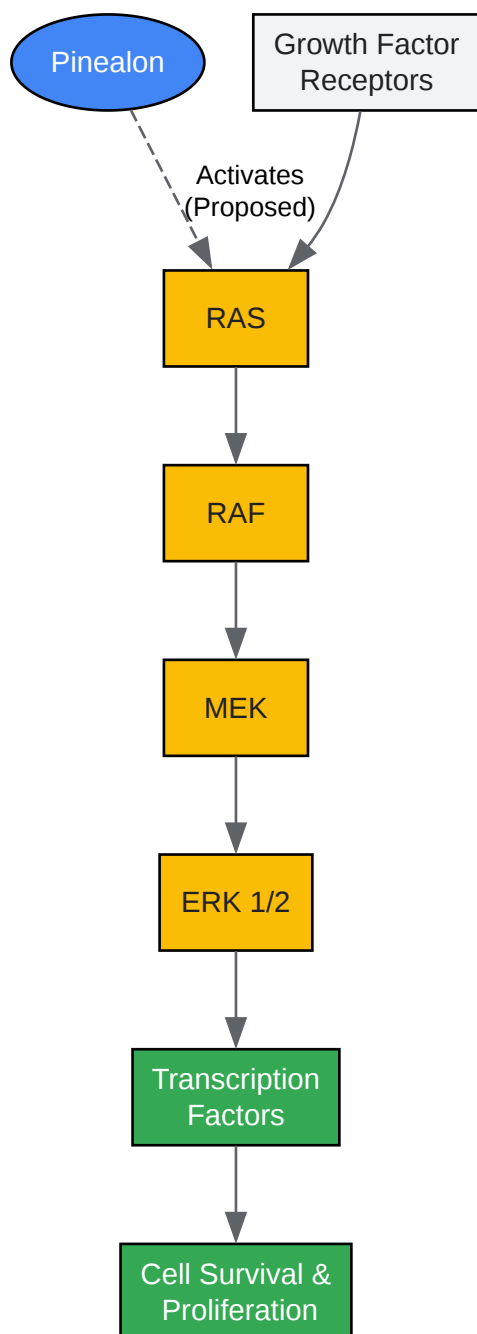 Pinealon
Growth Factor
Receptors
Activates
(Proposed)
RAS
RAF
MEK
ERK 1/2
Transcription
Factors
Cell Survival &
Proliferation